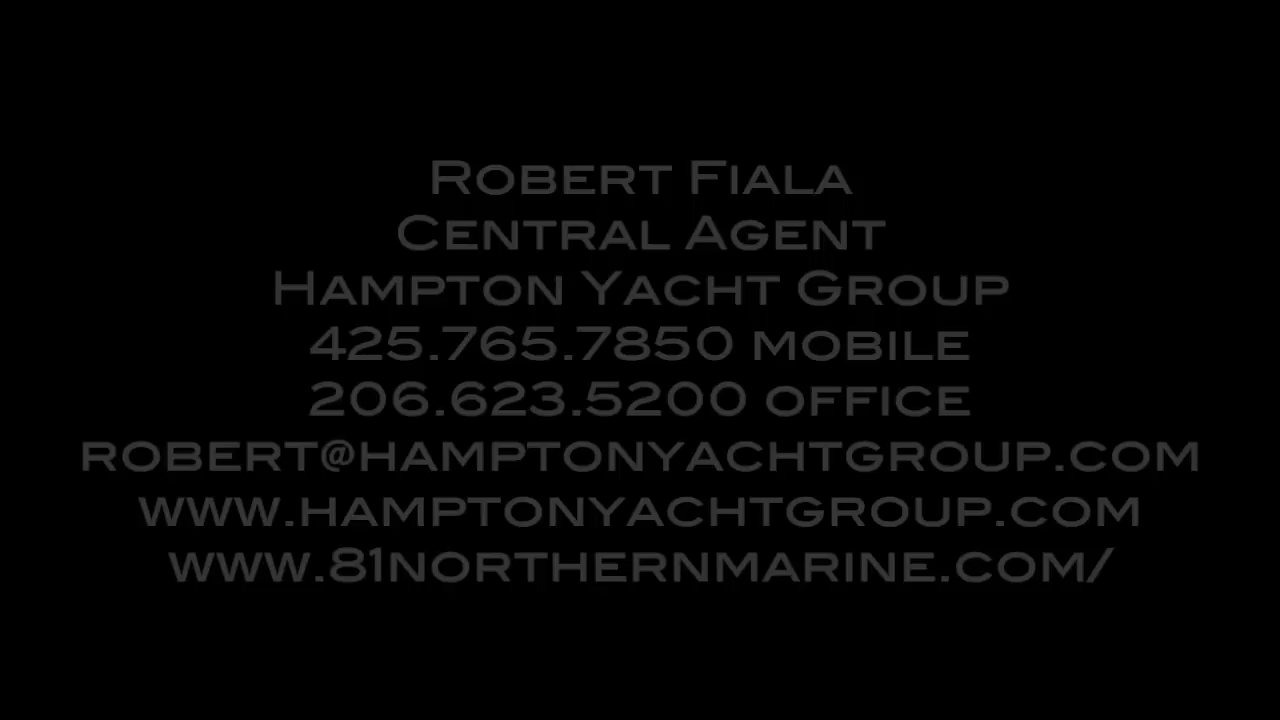 Robert Fiala
Central Agent
Hampton Yacht Group
425.765.7850 mobile
206.623.5200 office
robert@hamptonyachtgroup.com
www.hamptonyachtgroup.com
www.81northernmarine.com/